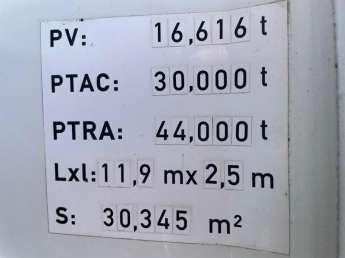 PV: 16,616 t
PTAC: 30,000 t
PTRA: 44,000 t
Lxl: 11,9 mx 2,5 m
S: 30,345 m²